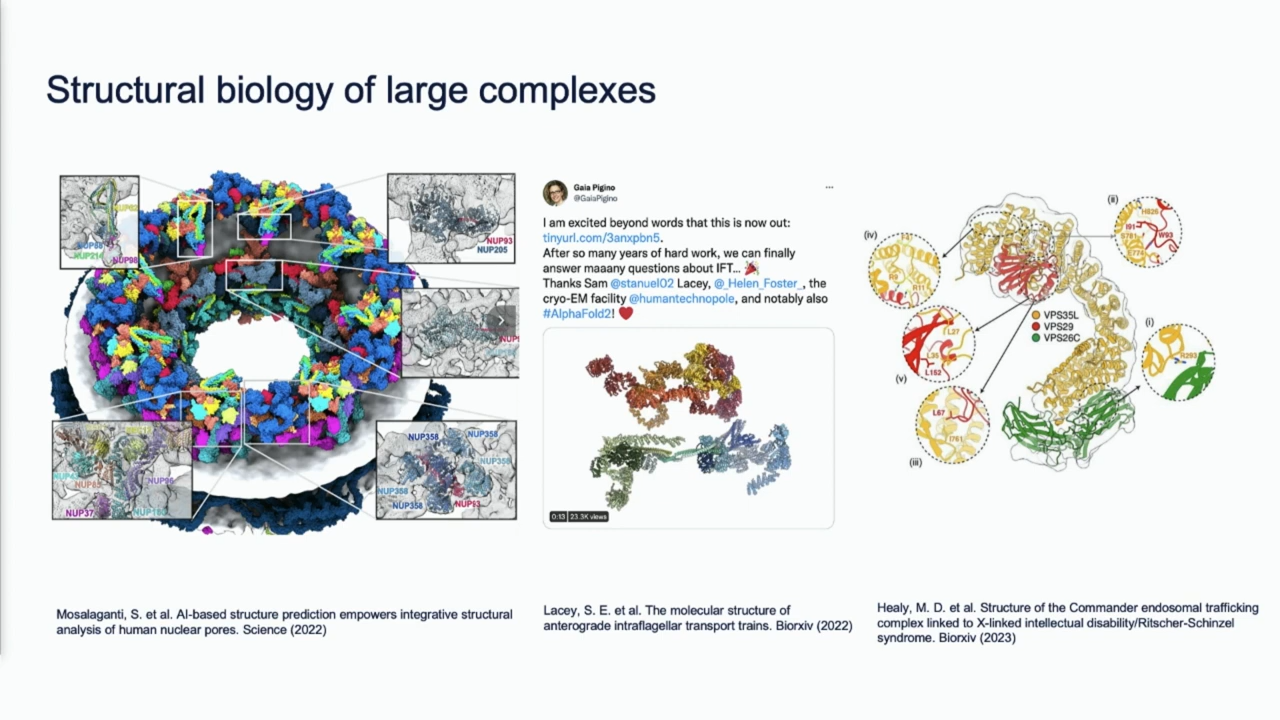 Structural biology of large complexes
NUP88
NUP214
NUP98
NUP93
NUP205
NUP37
NUP96
NUP358
NUP358
NUP358
NUP358
NUP358
NUP93
Gaia Pigino
@GaiaPigino
I am excited beyond words that this is now out:
tinyurl.com/3anxpbn5.
After so many years of hard work, we can finally
answer maaany questions about IFT...
Thanks Sam @stanuel02 Lacey, @_Helen_Foster_, the
cryo-EM facility @humantechnopole, and notably also
#AlphaFold2!
0:13 23.3K views
(ii)
H826
I91
W93
(iv)
R11
VPS35L
VPS29
VPS26C
(i)
R293
L27
L35
L152
(v)
L67
I761
(iii)
Mosalaganti, S. et al. AI-based structure prediction empowers integrative structural
analysis of human nuclear pores. Science (2022)
Lacey, S. E. et al. The molecular structure of
anterograde intraflagellar transport trains. Biorxiv (2022)
Healy, M. D. et al. Structure of the Commander endosomal trafficking
complex linked to X-linked intellectual disability/Ritscher-Schinzel
syndrome. Biorxiv (2023)